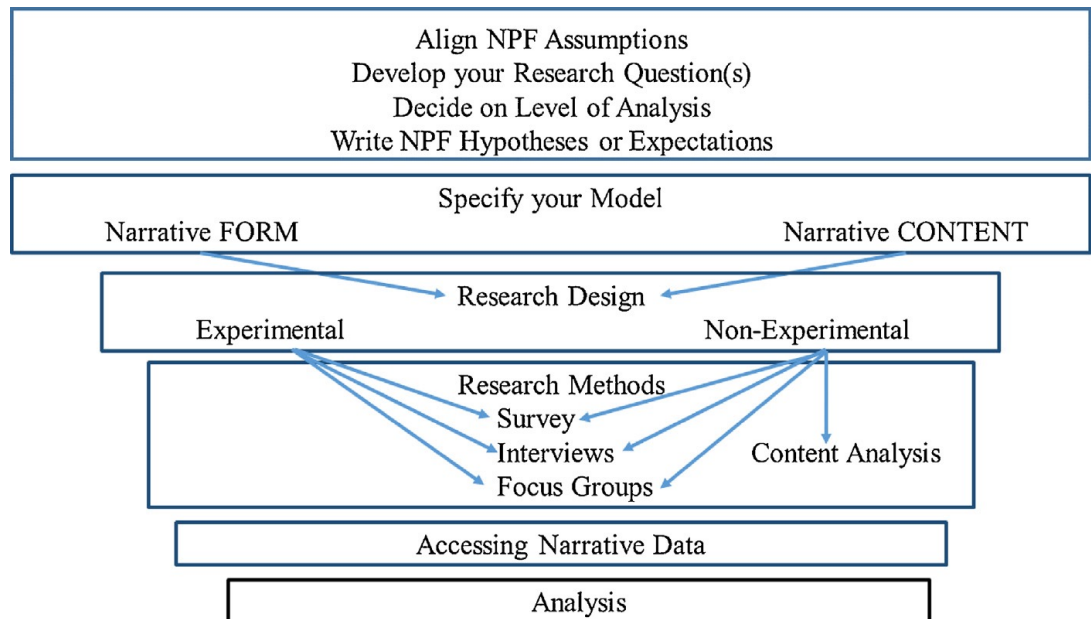 Align NPF Assumptions
Develop your Research Question(s)
Decide on Level of Analysis
Write NPF Hypotheses or Expectations
Specify your Model
Narrative FORM
Narrative CONTENT
Research Design
Experimental
Non-Experimental
Research Methods
Survey
Interviews
Content Analysis
Focus Groups
Accessing Narrative Data
Analysis